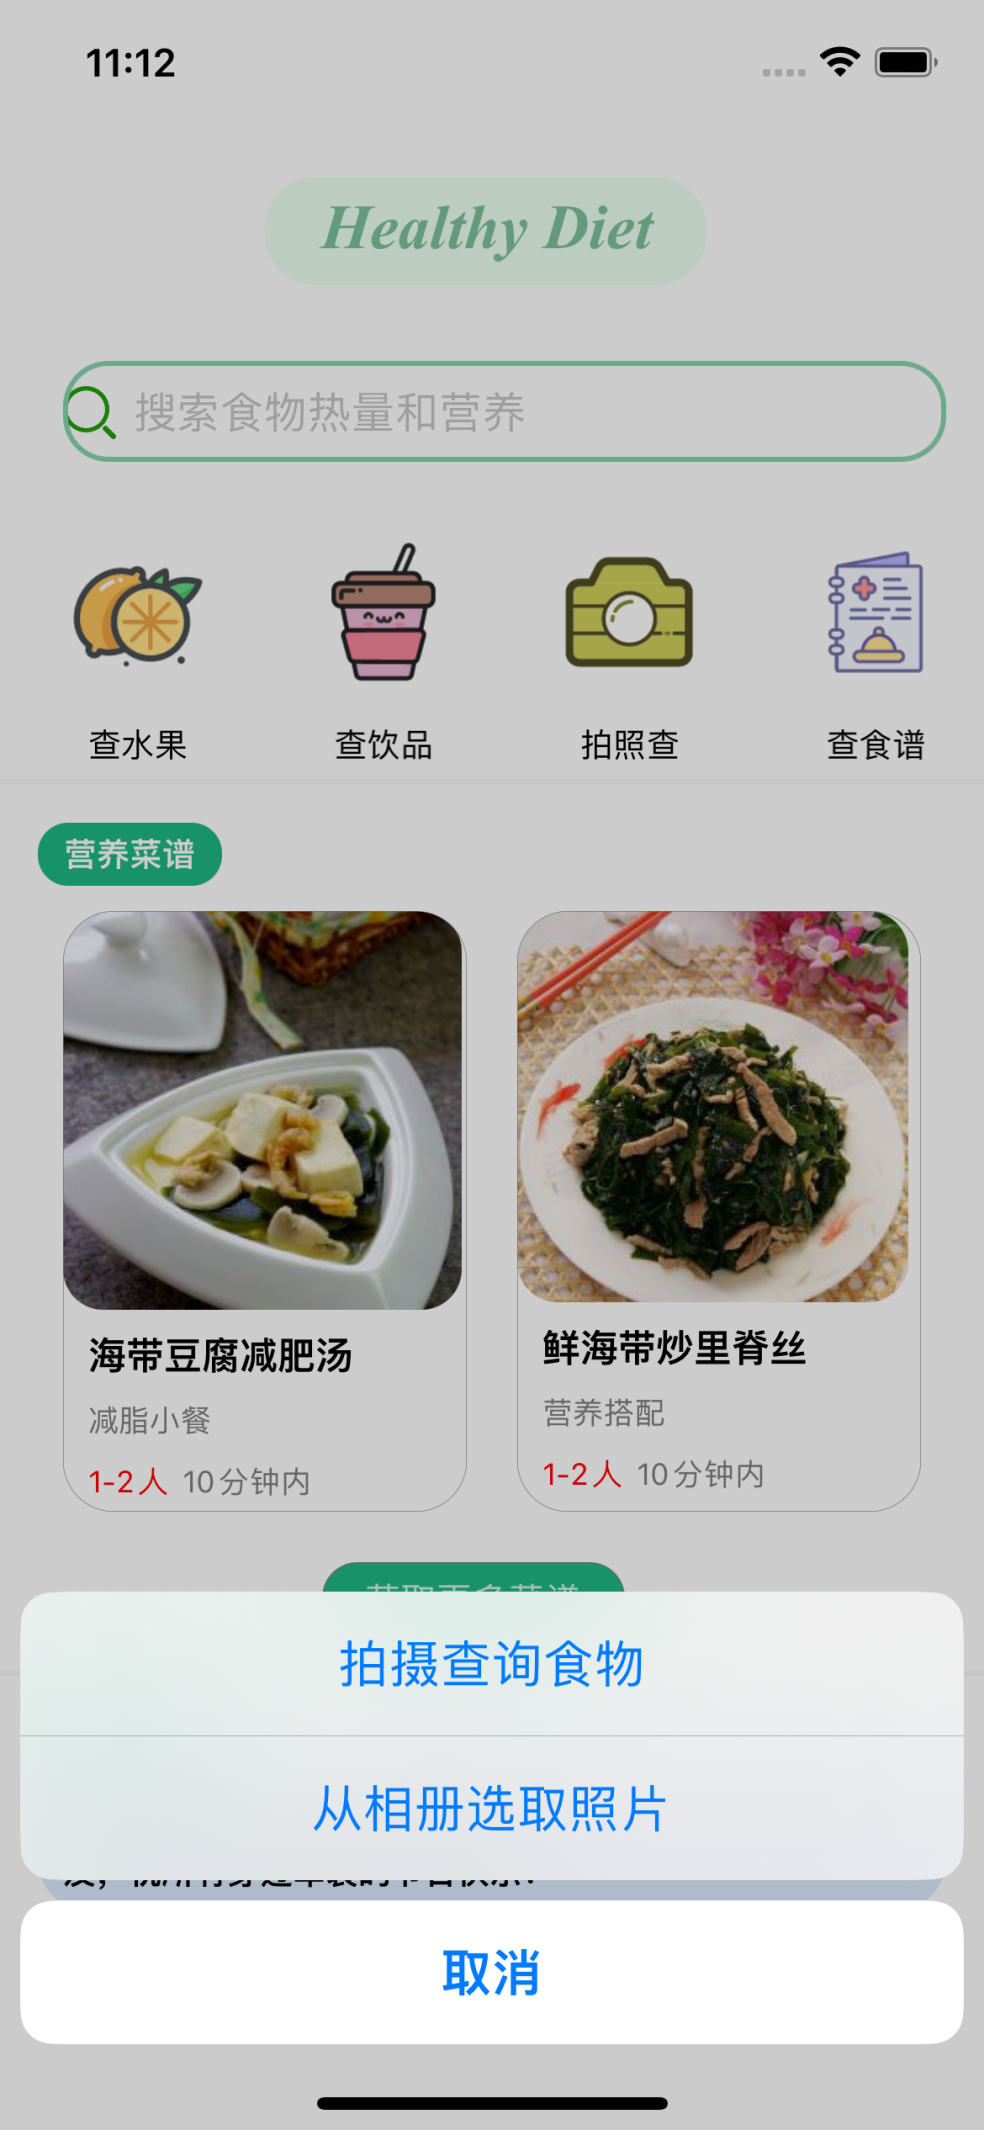 11:12
Healthy Diet
搜索食物热量和营养
查水果 查饮品 拍照查 查食谱
营养菜谱
海带豆腐减肥汤
减脂小餐
1-2人 10分钟内
鲜海带炒里脊丝
营养搭配
1-2人 10分钟内
拍摄查询食物
从相册选取照片
取消